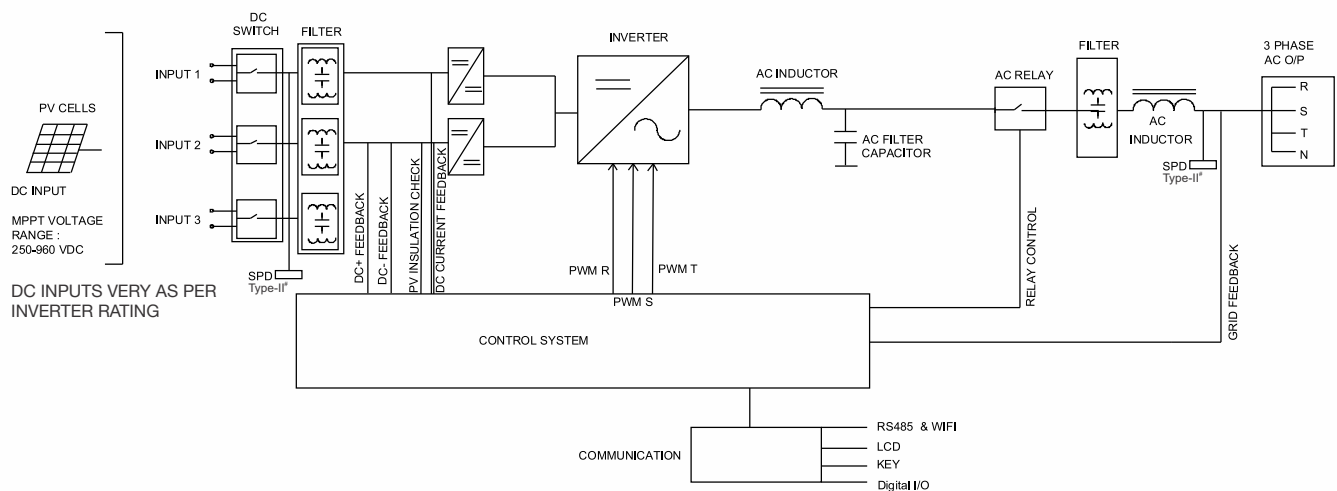 DC
SWITCH
FILTER
INPUT 1
INPUT 2
INPUT 3
PV CELLS
DC INPUT
MPPT VOLTAGE
RANGE :
250-960 VDC
DC INPUTS VERY AS PER
INVERTER RATING
SPD
Type-II#
DC+ FEEDBACK
DC- FEEDBACK
PV INSULATION CHECK
DC CURRENT FEEDBACK
INVERTER
PWM R
PWM S
PWM T
AC INDUCTOR
AC FILTER
CAPACITOR
AC RELAY
RELAY CONTROL
FILTER
AC
INDUCTOR
SPD
Type-II#
GRID FEEDBACK
3 PHASE
AC O/P
R
S
T
N
CONTROL SYSTEM
COMMUNICATION
RS485 & WIFI
LCD
KEY
Digital I/O